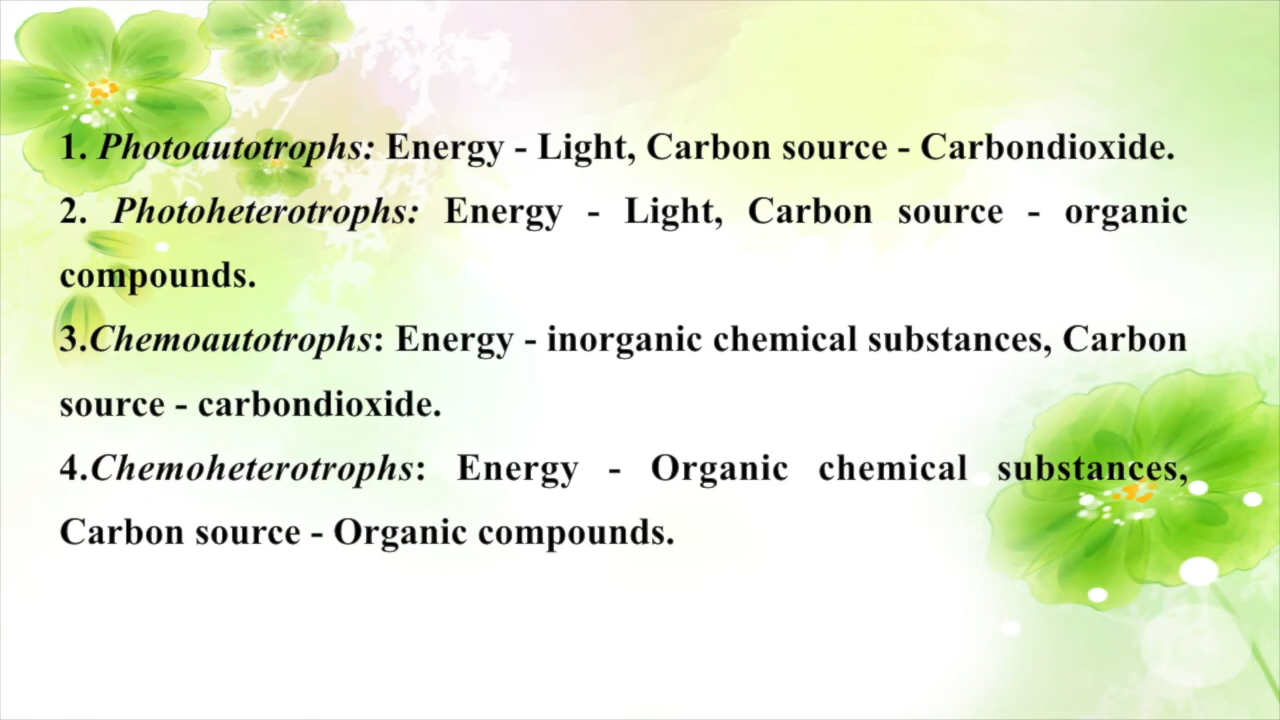 1. Photoautotrophs: Energy - Light, Carbon source - Carbondioxide.
2. Photoheterotrophs: Energy - Light, Carbon source - organic
compounds.
3.Chemoautotrophs: Energy - inorganic chemical substances, Carbon
source - carbondioxide.
4.Chemoheterotrophs: Energy - Organic chemical substances,
Carbon source - Organic compounds.